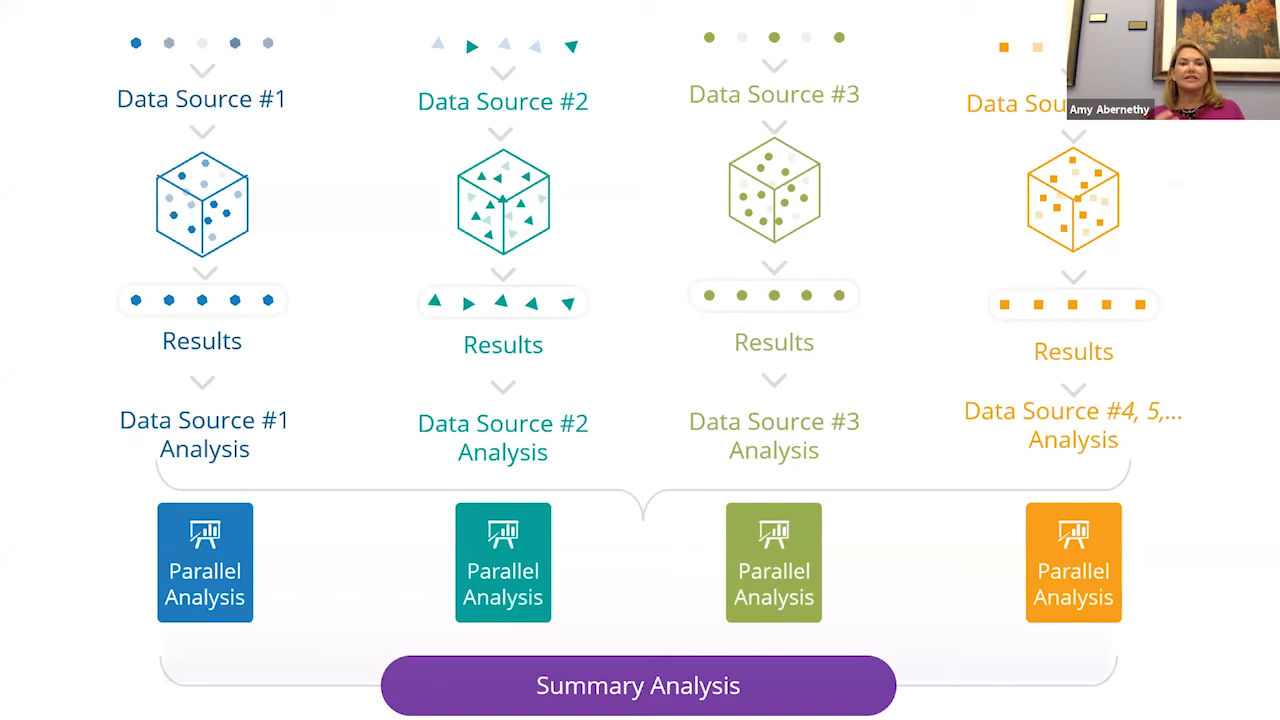 Data Source #1
Data Source #2
Data Source #3
Data Sou
Amy Abernethy
Results
Results
Results
Results
Data Source #1
Analysis
Data Source #2
Analysis
Data Source #3
Analysis
Data Source #4, 5,...
Analysis
Parallel
Analysis
Parallel
Analysis
Parallel
Analysis
Parallel
Analysis
Summary Analysis